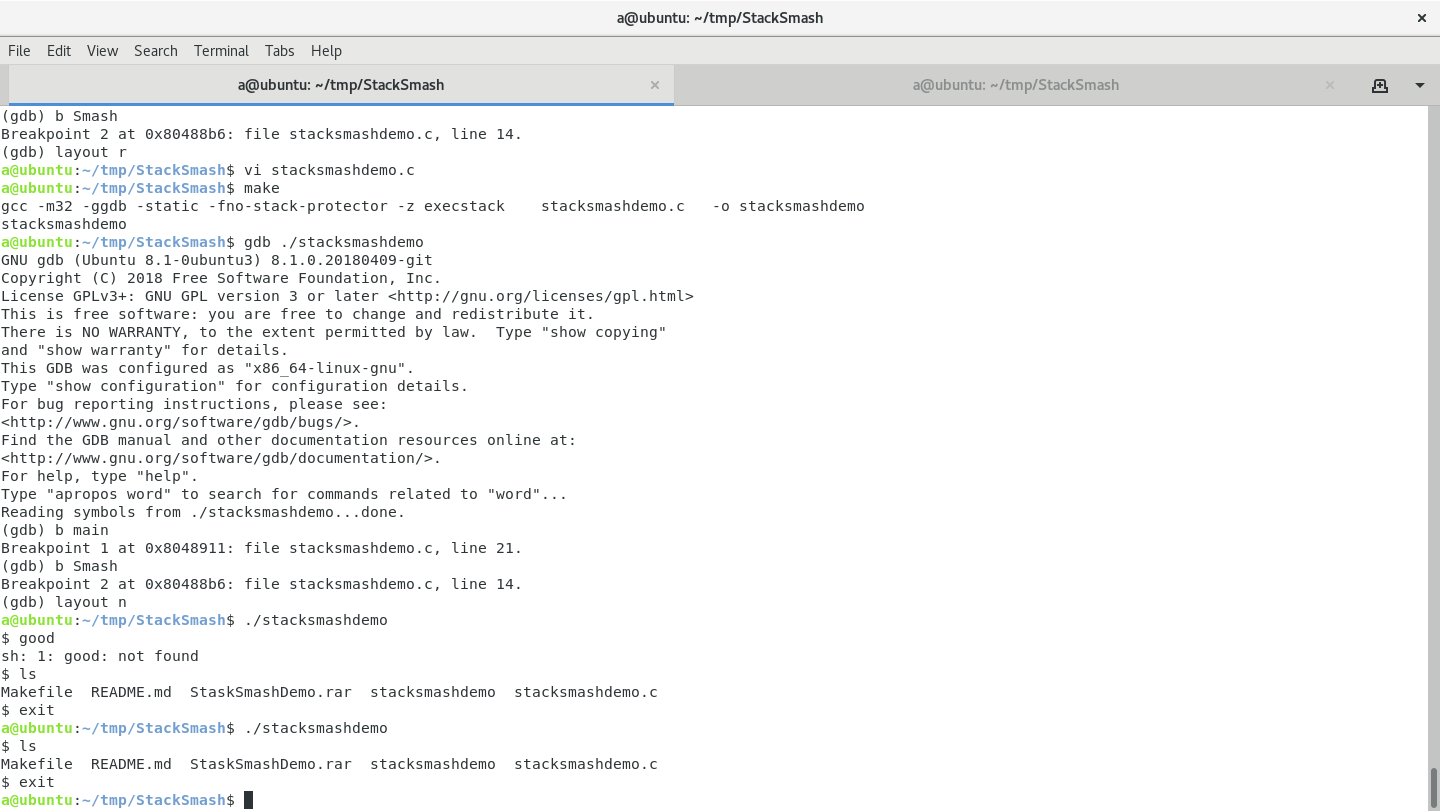 a@ubuntu: ~/tmp/StackSmash ×
File Edit View Search Terminal Tabs Help
a@ubuntu: ~/tmp/StackSmash × a@ubuntu: ~/tmp/StackSmash ×
(gdb) b Smash
Breakpoint 2 at 0x80488b6: file stacksmashdemo.c, line 14.
(gdb) layout r
a@ubuntu:~/tmp/StackSmash$ vi stacksmashdemo.c
a@ubuntu:~/tmp/StackSmash$ make
gcc -m32 -ggdb -static -fno-stack-protector -z execstack    stacksmashdemo.c   -o stacksmashdemo
stacksmashdemo
a@ubuntu:~/tmp/StackSmash$ gdb ./stacksmashdemo
GNU gdb (Ubuntu 8.1-0ubuntu3) 8.1.0.20180409-git
Copyright (C) 2018 Free Software Foundation, Inc.
License GPLv3+: GNU GPL version 3 or later <http://gnu.org/licenses/gpl.html>
This is free software: you are free to change and redistribute it.
There is NO WARRANTY, to the extent permitted by law.  Type "show copying"
and "show warranty" for details.
This GDB was configured as "x86_64-linux-gnu".
Type "show configuration" for configuration details.
For bug reporting instructions, please see:
<http://www.gnu.org/software/gdb/bugs/>.
Find the GDB manual and other documentation resources online at:
<http://www.gnu.org/software/gdb/documentation/>.
For help, type "help".
Type "apropos word" to search for commands related to "word"...
Reading symbols from ./stacksmashdemo...done.
(gdb) b main
Breakpoint 1 at 0x8048911: file stacksmashdemo.c, line 21.
(gdb) b Smash
Breakpoint 2 at 0x80488b6: file stacksmashdemo.c, line 14.
(gdb) layout n
a@ubuntu:~/tmp/StackSmash$ ./stacksmashdemo
$ good
sh: 1: good: not found
$ ls
Makefile  README.md  StaskSmashDemo.rar  stacksmashdemo  stacksmashdemo.c
$ exit
a@ubuntu:~/tmp/StackSmash$ ./stacksmashdemo
$ ls
Makefile  README.md  StaskSmashDemo.rar  stacksmashdemo  stacksmashdemo.c
$ exit
a@ubuntu:~/tmp/StackSmash$